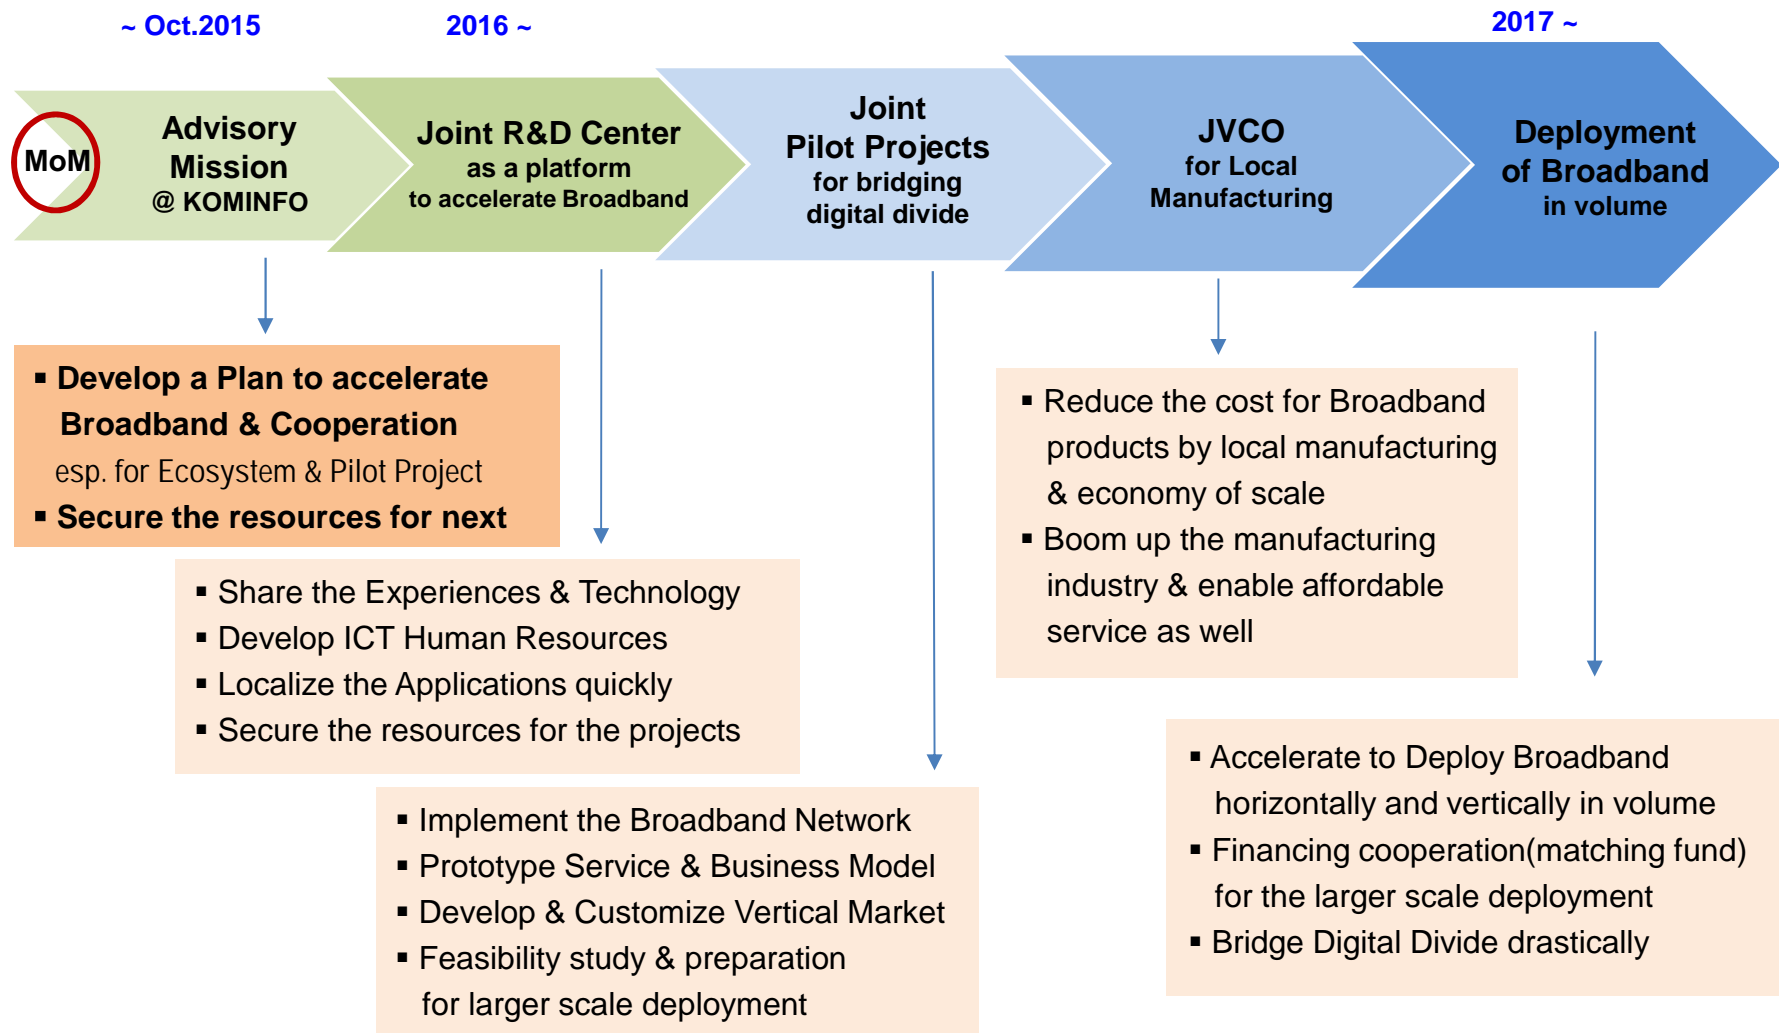 ~ Oct.2015
2016 ~
2017 ~
MoM
Advisory
Mission
@ KOMINFO
Joint R&D Center
as a platform
to accelerate Broadband
Joint
Pilot Projects
for bridging
digital divide
JVCO
for Local
Manufacturing
Deployment
of Broadband
in volume
▪ Develop a Plan to accelerate
Broadband & Cooperation
esp. for Ecosystem & Pilot Project
▪ Secure the resources for next
▪ Share the Experiences & Technology
▪ Develop ICT Human Resources
▪ Localize the Applications quickly
▪ Secure the resources for the projects
▪ Implement the Broadband Network
▪ Prototype Service & Business Model
▪ Develop & Customize Vertical Market
▪ Feasibility study & preparation
for larger scale deployment
▪ Reduce the cost for Broadband
products by local manufacturing
& economy of scale
▪ Boom up the manufacturing
industry & enable affordable
service as well
▪ Accelerate to Deploy Broadband
horizontally and vertically in volume
▪ Financing cooperation(matching fund)
for the larger scale deployment
▪ Bridge Digital Divide drastically